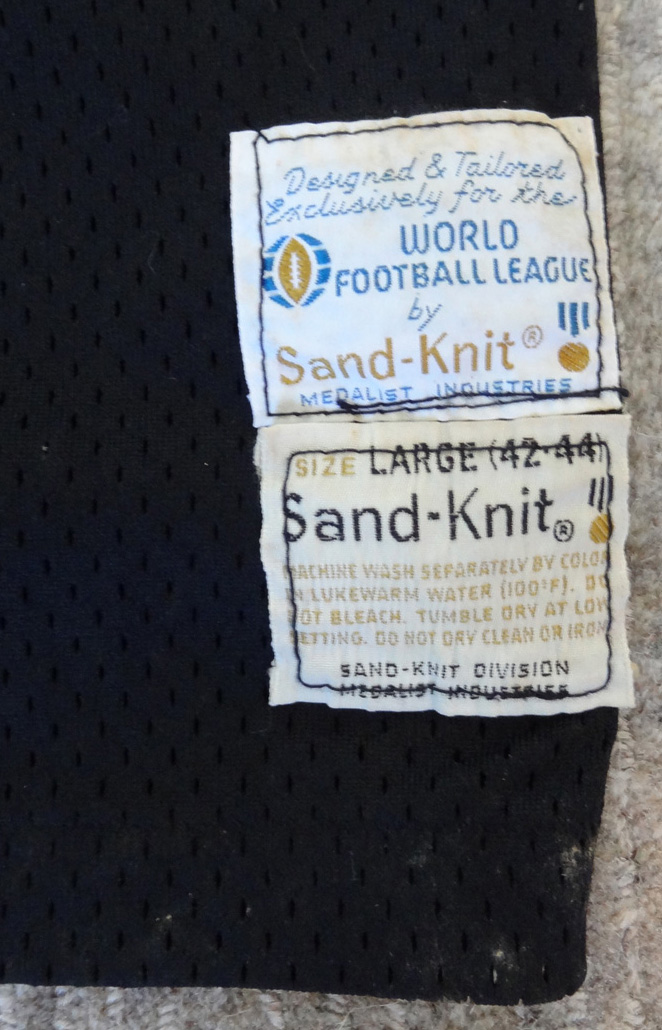 Designed & Tailored
Exclusively for the
WORLD
FOOTBALL LEAGUE
by
Sand-Knit®
MEDALIST INDUSTRIES
SIZE LARGE (42-44)
Sand-Knit®
MACHINE WASH SEPARATELY BY COLOR
IN LUKEWARM WATER (100°F). DO
NOT BLEACH. TUMBLE DRY AT LOW
SETTING. DO NOT DRY CLEAN OR IRON
SAND-KNIT DIVISION
MEDALIST INDUSTRIES